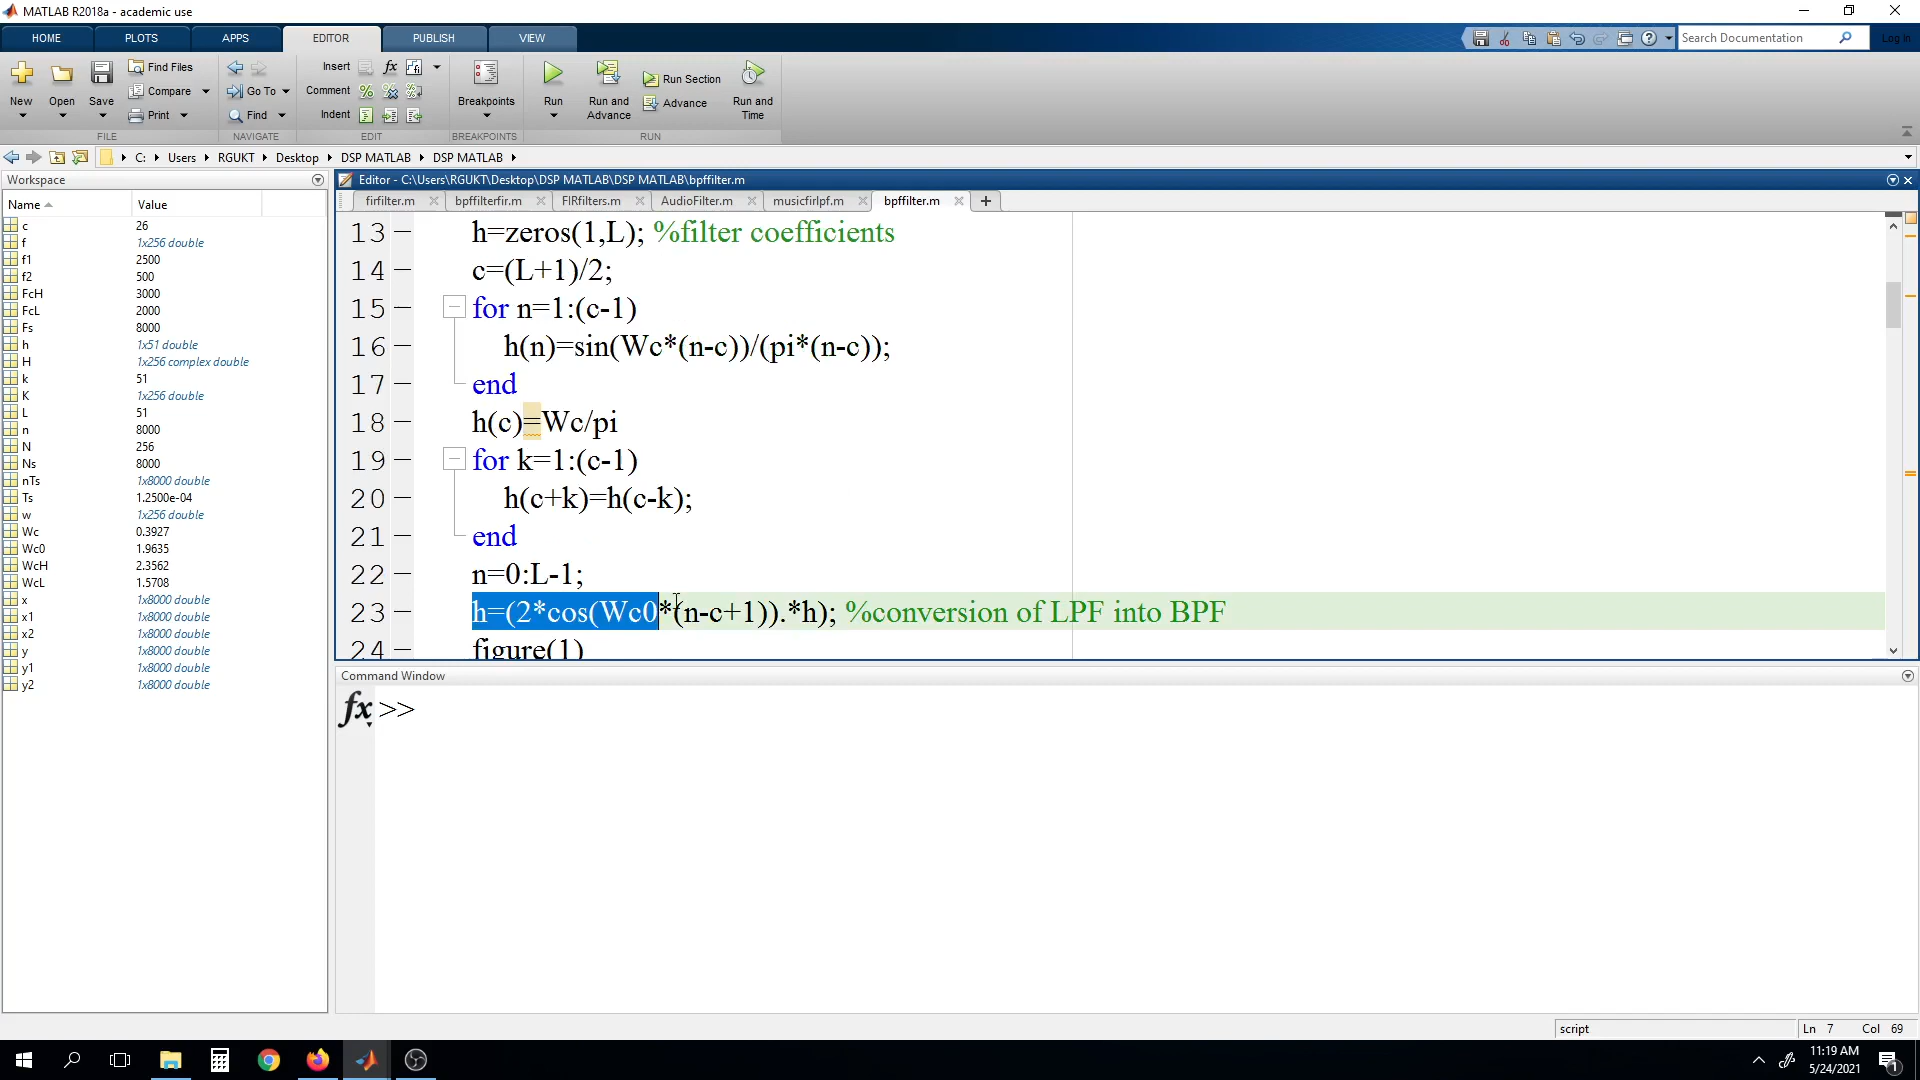 MATLAB R2018a - academic use
HOME PLOTS APPS EDITOR PUBLISH VIEW
Search Documentation Log In
New Open Save
Find Files
Compare
Print
FILE
Go To
Find
NAVIGATE
Insert fx
Comment
Indent
EDIT
Breakpoints
BREAKPOINTS
Run
Run and Advance
Run Section
Advance
Run and Time
RUN
C: Users RGUKT Desktop DSP MATLAB DSP MATLAB
Workspace
Name Value
c 26
f 1x256 double
f1 2500
f2 500
FcH 3000
FcL 2000
Fs 8000
h 1x51 double
H 1x256 complex double
k 51
K 1x256 double
L 51
n 8000
N 256
Ns 8000
nTs 1x8000 double
Ts 1.2500e-04
w 1x256 double
Wc 0.3927
Wc0 1.9635
WcH 2.3562
WcL 1.5708
x 1x8000 double
x1 1x8000 double
x2 1x8000 double
y 1x8000 double
y1 1x8000 double
y2 1x8000 double
Editor - C:\Users\RGUKT\Desktop\DSP MATLAB\DSP MATLAB\bpffilter.m
firfilter.m bpffilterfir.m FIRfilters.m AudioFilter.m musicfirlpf.m bpffilter.m
13 – h=zeros(1,L); %filter coefficients
14 – c=(L+1)/2;
15 – for n=1:(c-1)
16 – h(n)=sin(Wc*(n-c))/(pi*(n-c));
17 – end
18 – h(c)=Wc/pi
19 – for k=1:(c-1)
20 – h(c+k)=h(c-k);
21 – end
22 – n=0:L-1;
23 – h=(2*cos(Wc0*(n-c+1)).*h); %conversion of LPF into BPF
24 – figure(1)
Command Window
fx >>
script Ln 7 Col 69
11:19 AM
5/24/2021
1